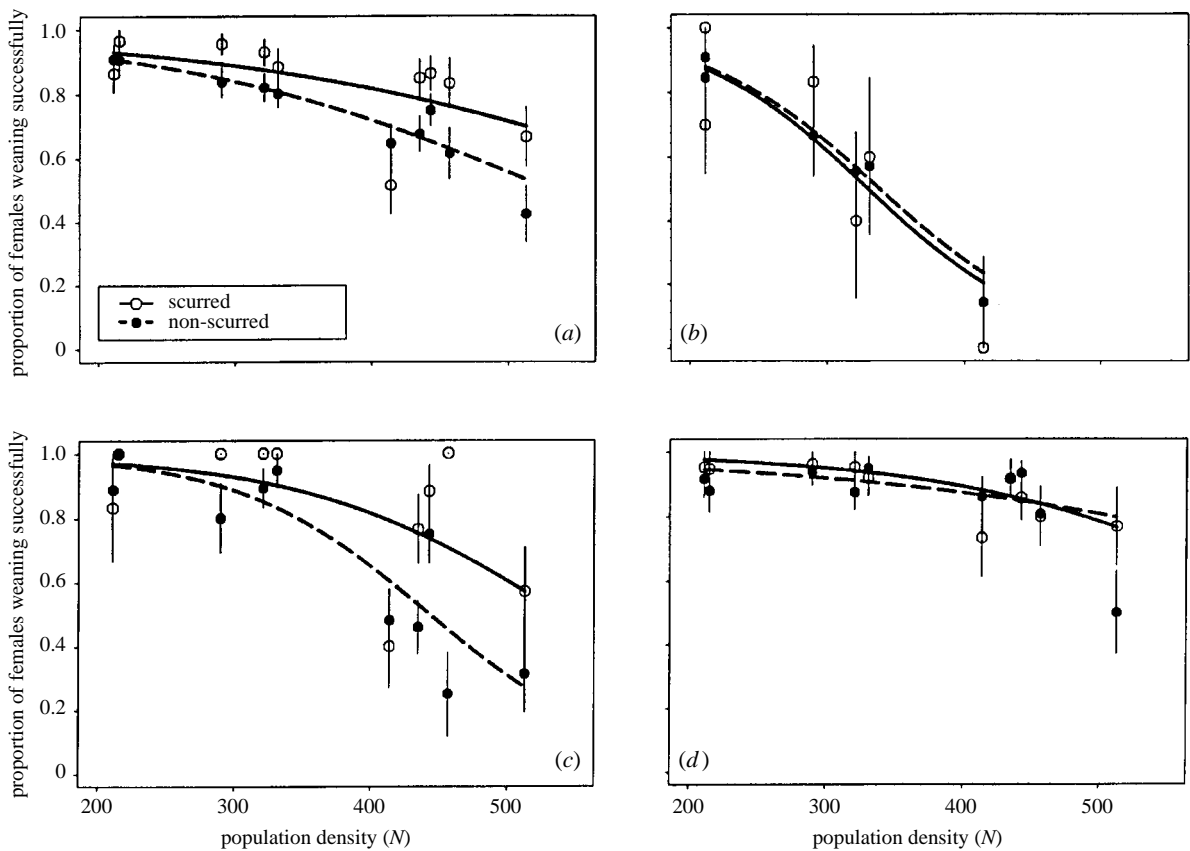 proportion of females weaning successfully
1.0
0.8
0.6
0.4
0.2
0
scurred
non-scurred
(a)
(b)
proportion of females weaning successfully
1.0
0.8
0.6
0.4
0.2
0
(c)
(d)
200 300 400 500
200 300 400 500
population density (N)
population density (N)